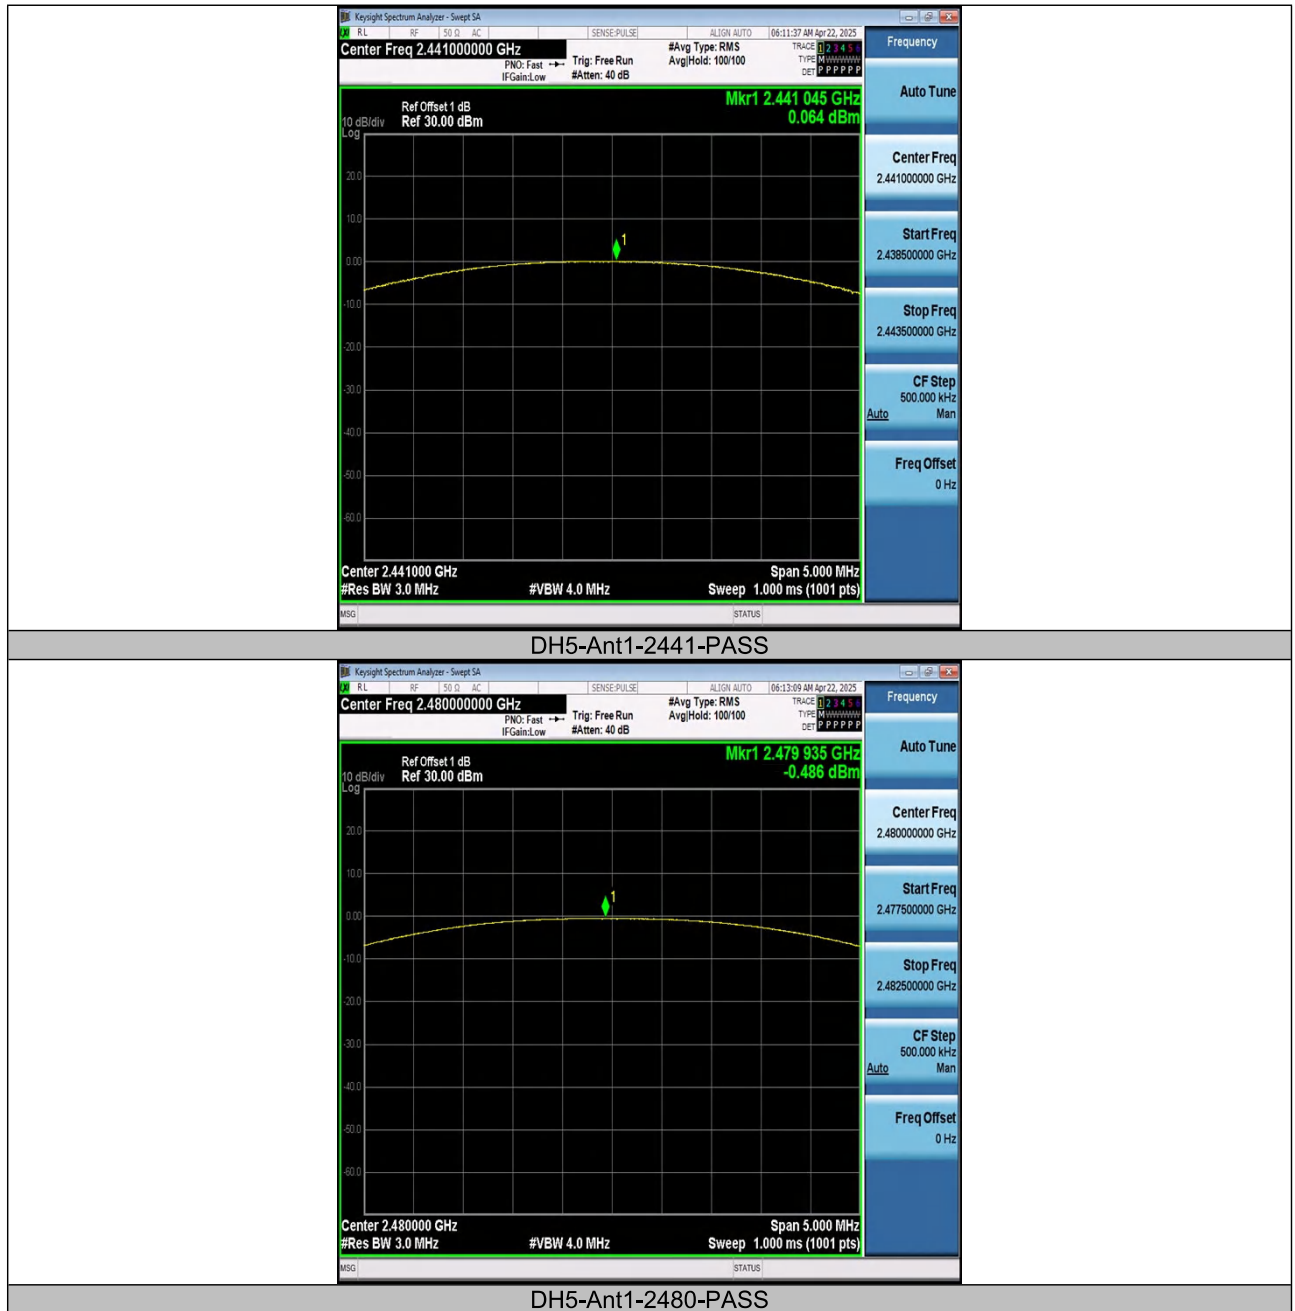 Keysight Spectrum Analyzer - Swept SA
RL RF 50 Ω AC SENSE:PULSE ALIGN AUTO 06:11:37 AM Apr 22, 2025
Center Freq 2.441000000 GHz
#Avg Type: RMS
TRACE 1 2 3 4 5 6
PNO: Fast Trig: Free Run Avg|Hold: 100/100
TYPE M
IFGain:Low #Atten: 40 dB
DET P P P P P P
Frequency
Auto Tune
Mkr1 2.441 045 GHz
0.064 dBm
Ref Offset 1 dB
10 dB/div Ref 30.00 dBm
Log
20.0
10.0
0.00
-10.0
-20.0
-30.0
-40.0
-50.0
-60.0
1
Center Freq
2.441000000 GHz
Start Freq
2.438500000 GHz
Stop Freq
2.443500000 GHz
CF Step
500.000 kHz
Auto Man
Freq Offset
0 Hz
Center 2.441000 GHz Span 5.000 MHz
#Res BW 3.0 MHz #VBW 4.0 MHz Sweep 1.000 ms (1001 pts)
MSG STATUS
DH5-Ant1-2441-PASS
Keysight Spectrum Analyzer - Swept SA
RL RF 50 Ω AC SENSE:PULSE ALIGN AUTO 06:13:09 AM Apr 22, 2025
Center Freq 2.480000000 GHz
#Avg Type: RMS
TRACE 1 2 3 4 5 6
PNO: Fast Trig: Free Run Avg|Hold: 100/100
TYPE M
IFGain:Low #Atten: 40 dB
DET P P P P P P
Frequency
Auto Tune
Mkr1 2.479 935 GHz
-0.486 dBm
Ref Offset 1 dB
10 dB/div Ref 30.00 dBm
Log
20.0
10.0
0.00
-10.0
-20.0
-30.0
-40.0
-50.0
-60.0
1
Center Freq
2.480000000 GHz
Start Freq
2.477500000 GHz
Stop Freq
2.482500000 GHz
CF Step
500.000 kHz
Auto Man
Freq Offset
0 Hz
Center 2.480000 GHz Span 5.000 MHz
#Res BW 3.0 MHz #VBW 4.0 MHz Sweep 1.000 ms (1001 pts)
MSG STATUS
DH5-Ant1-2480-PASS